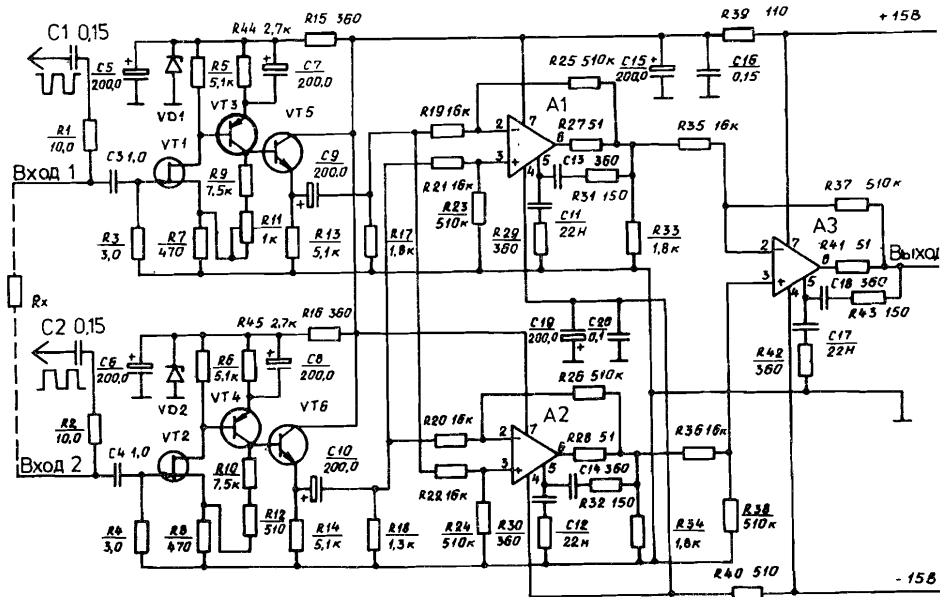 C1 0,15
R15 360
R39 110
+15В
R44 2,7к
C5
200,0
R5
5,1к
C7
200,0
R25 510к
C15
200,0
C16
0,15
VD1
VT3
VT5
R19 16к
A1
R27 51
R35 16к
R1
10,0
VT1
2
7
6
3
5
4
C13 360
Вход 1
C3 1,0
R9
7,5к
C9
200,0
R21 16к
R31 150
R37 510к
R3
3,0
R7
470
R11
1к
R13
5,1к
R17
1,8к
R23
510к
R29
360
C11
22Н
R33
1,8к
A3
2
7
R41 51
Выход
6
3
5
4
C18 360
R43 150
Rx
R45 2,7к
R16 360
C19
200,0
C20
0,1
C17
22Н
R42
360
C2 0,15
C6
200,0
R6
5,1к
C8
200,0
R26 510к
VD2
VT4
VT6
R20 16к
A2
R28 51
R36 16к
R2
10,0
VT2
2
7
6
3
5
4
C14 360
Вход 2
C4 1,0
R10
7,5к
C10
200,0
R22 16к
R32 150
R38
510к
R4
3,0
R8
470
R12
510
R14
5,1к
R18
1,3к
R24
510к
R30
360
C12
22Н
R34
1,8к
R40 510
-15В